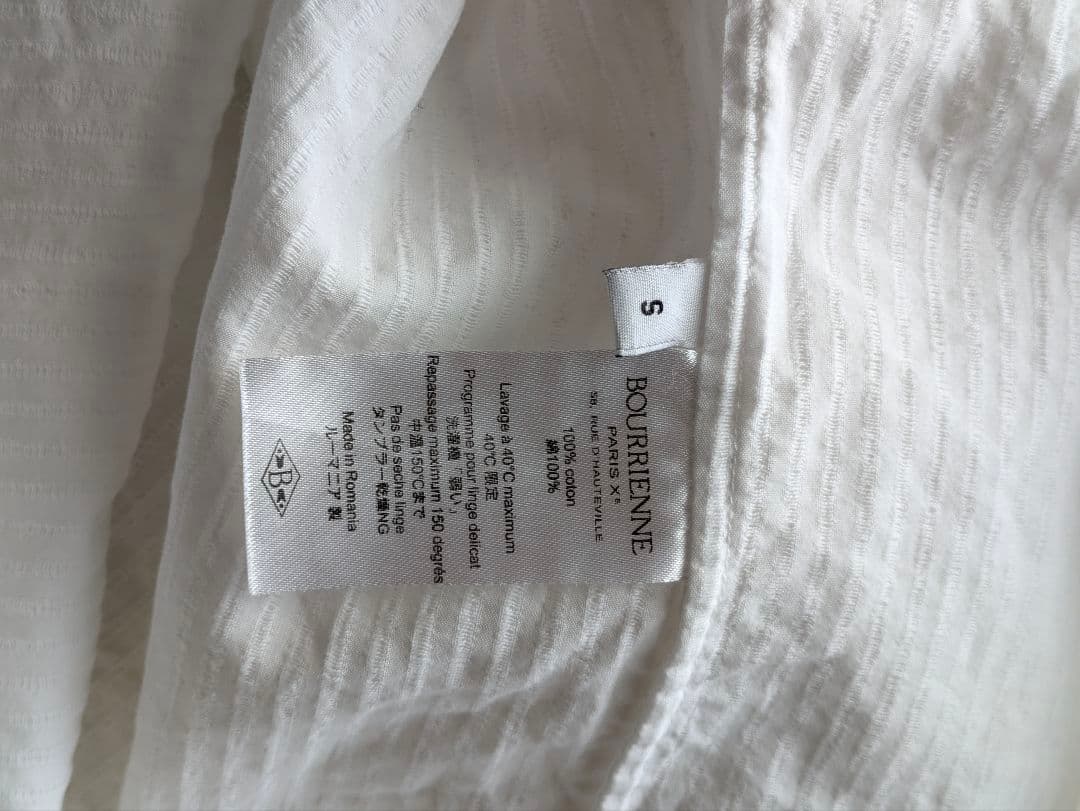 S
BOURRIENNE
PARIS Xᵉ
58, RUE D'HAUTEVILLE
100% coton
綿100%
Lavage à 40°C maximum
40°C 限定
Programme pour linge délicat
洗濯機「弱い」
Repassage maximum 150 degrés
中温150℃まで
Pas de sèche linge
タンブラー乾燥NG
Made in Romania
ルーマニア製
B